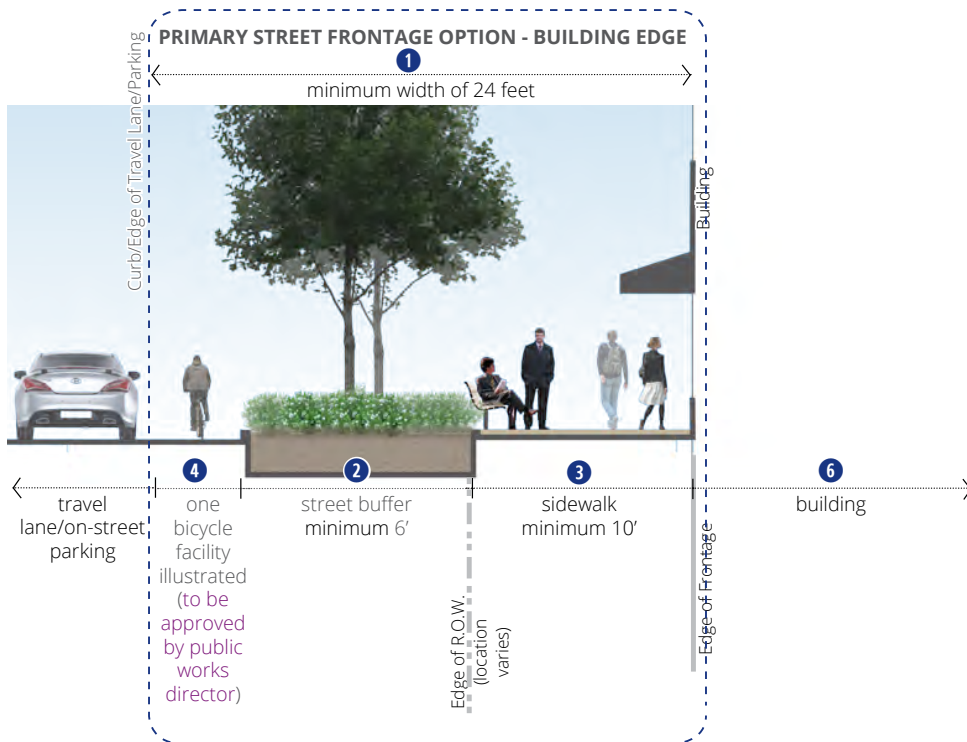 PRIMARY STREET FRONTAGE OPTION - BUILDING EDGE
1
minimum width of 24 feet
Curb/Edge of Travel Lane/Parking
Building
4
2
3
6
travel
lane/on-street
parking
one
bicycle
facility
illustrated
(to be
approved
by public
works
director)
street buffer
minimum 6’
sidewalk
minimum 10’
building
Edge of R.O.W.
(location
varies)
Edge of Frontage